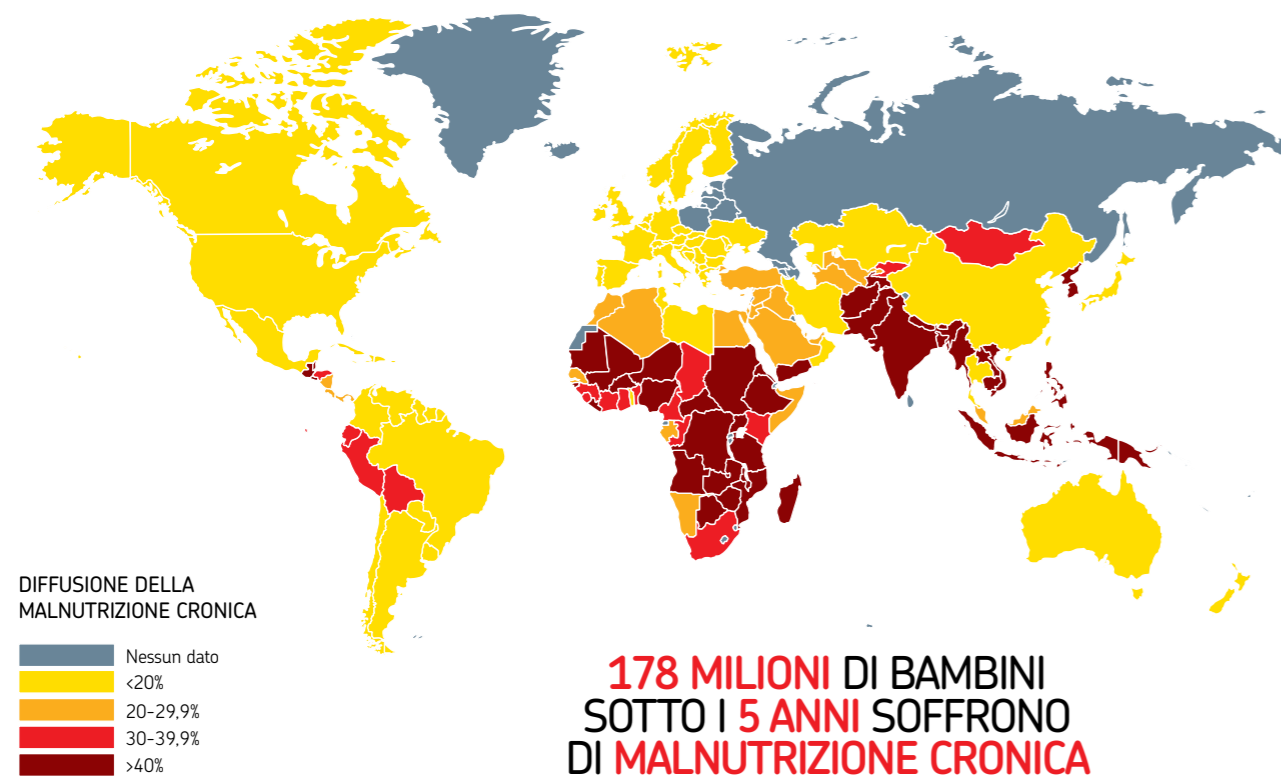 DIFFUSIONE DELLA
MALNUTRIZIONE CRONICA
Nessun dato
<20%
20-29,9%
30-39,9%
>40%
178 MILIONI DI BAMBINI
SOTTO I 5 ANNI SOFFRONO
DI MALNUTRIZIONE CRONICA